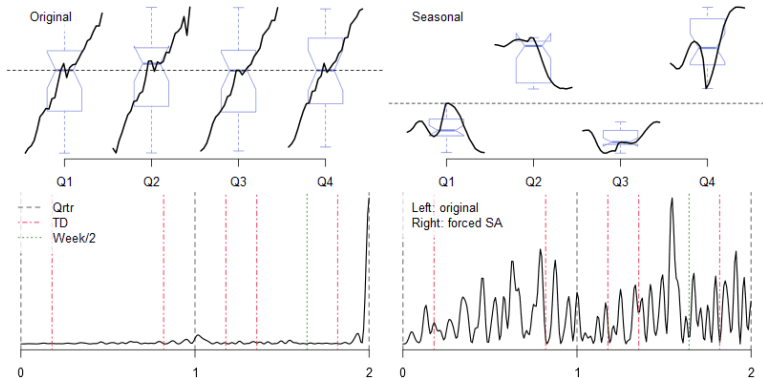 Original
Q1 Q2 Q3 Q4
Seasonal
Q1 Q2 Q3 Q4
Qrtr
TD
Week/2
0 1 2
Left: original
Right: forced SA
0 1 2